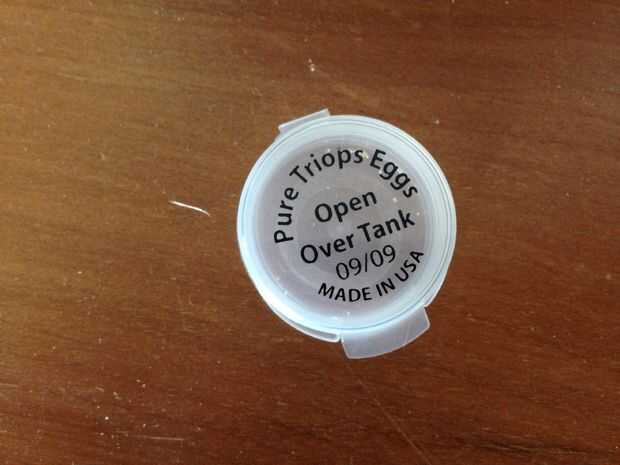 Pure Triops Eggs
Open
Over Tank
09/09
MADE IN USA